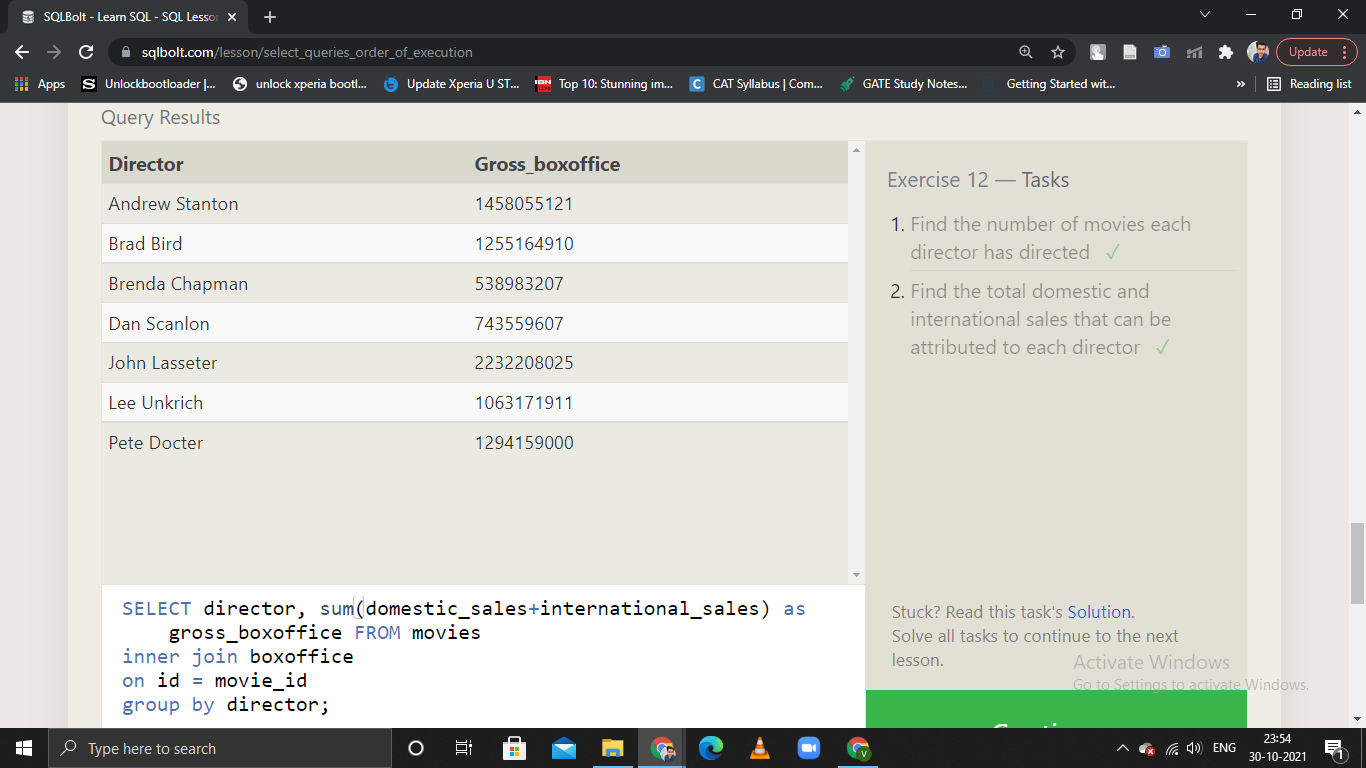 SQLBolt - Learn SQL - SQL Lesson
sqlbolt.com/lesson/select_queries_order_of_execution
Update
Apps
Unlockbootloader |...
unlock xperia bootl...
Update Xperia U ST...
Top 10: Stunning im...
CAT Syllabus | Com...
GATE Study Notes...
Getting Started wit...
»
Reading list
Query Results
Director Gross_boxoffice
Andrew Stanton 1458055121
Brad Bird 1255164910
Brenda Chapman 538983207
Dan Scanlon 743559607
John Lasseter 2232208025
Lee Unkrich 1063171911
Pete Docter 1294159000
Exercise 12 — Tasks
1. Find the number of movies each
director has directed ✓
2. Find the total domestic and
international sales that can be
attributed to each director ✓
SELECT director, sum(domestic_sales+international_sales) as
gross_boxoffice FROM movies
inner join boxoffice
on id = movie_id
group by director;
Stuck? Read this task's Solution.
Solve all tasks to continue to the next
lesson.
Activate Windows
Go to Settings to activate Windows.
Type here to search
ENG
23:54
30-10-2021
1